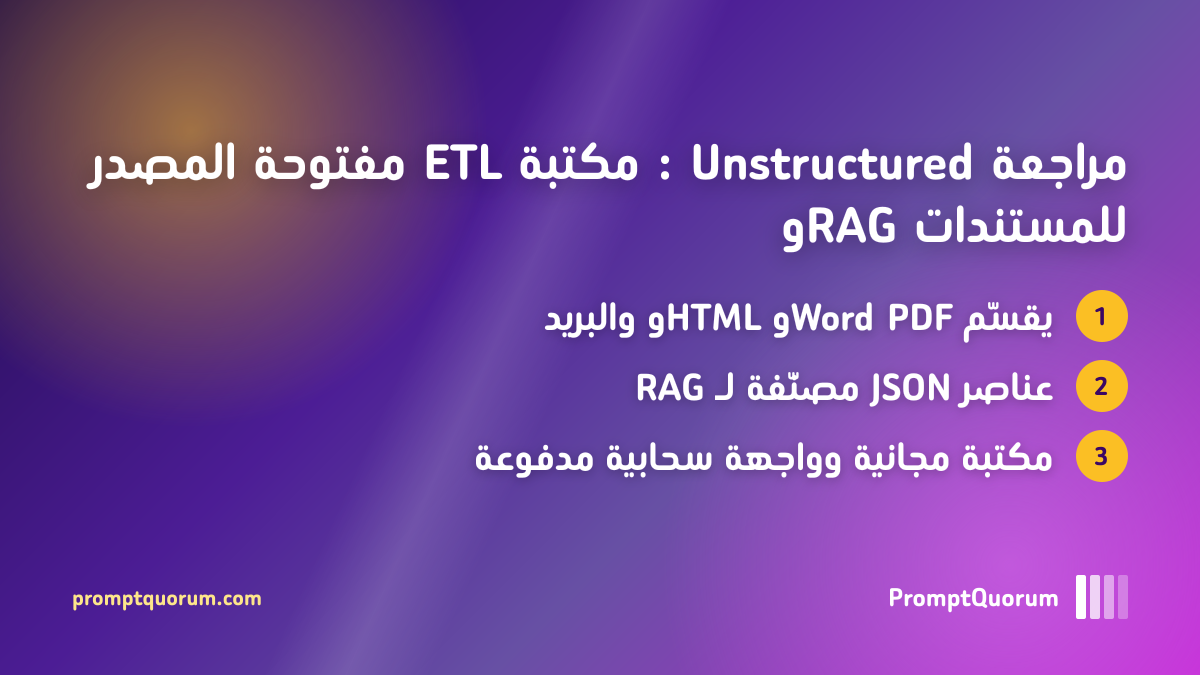 مراجعة Unstructured : مكتبة ETL مفتوحة المصدر
للمستندات وRAG
1 يقسّم PDF وWord وHTML والبريد
2 عناصر JSON مصنّفة لـ RAG
3 مكتبة مجانية وواجهة سحابية مدفوعة
PromptQuorum
promptquorum.com